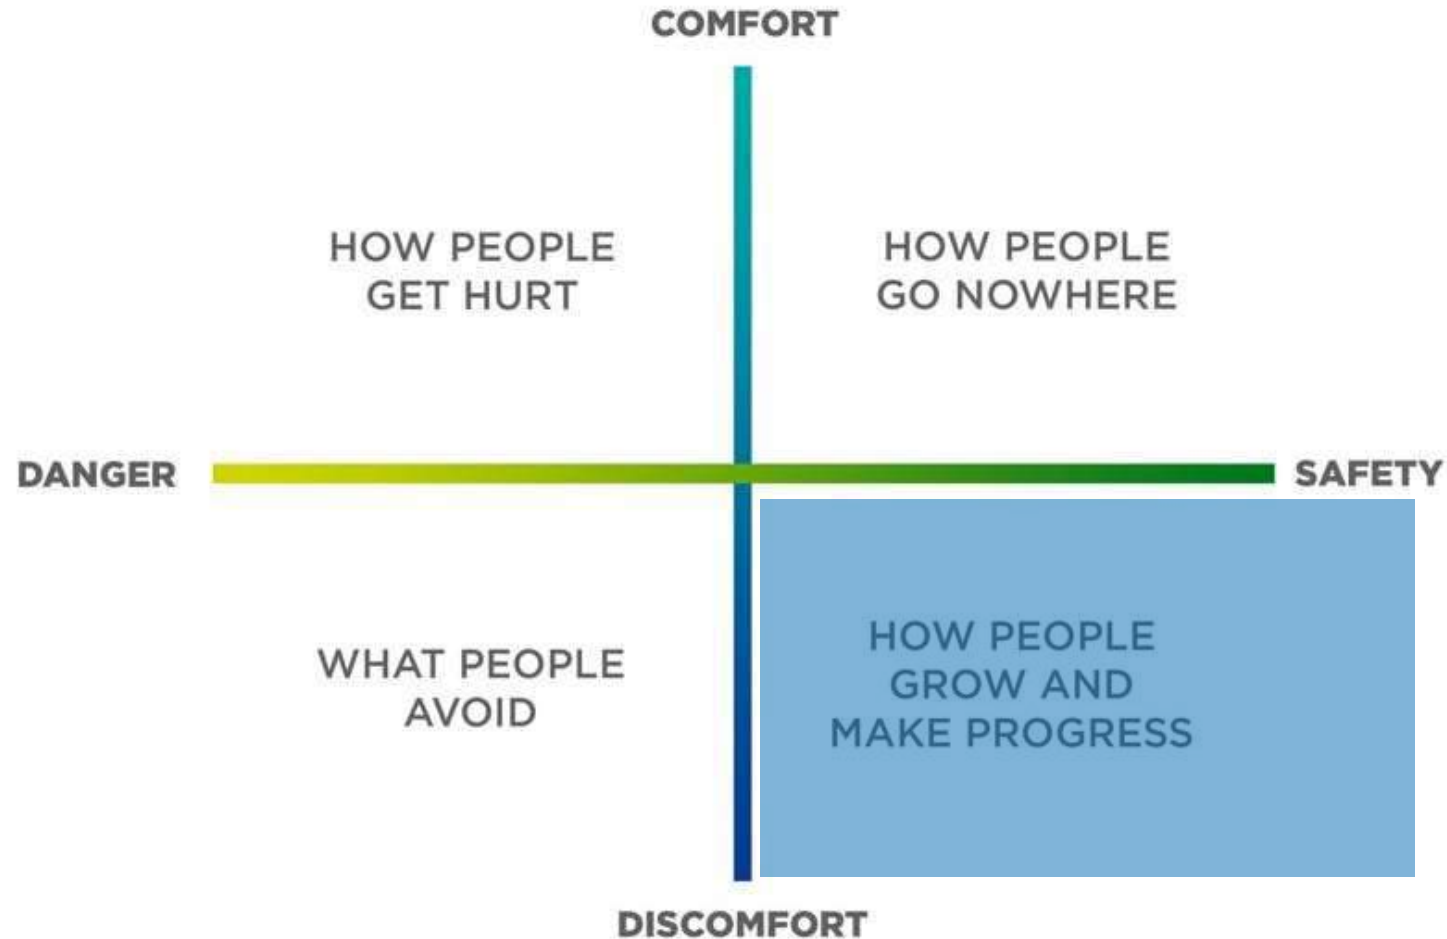 COMFORT
HOW PEOPLE
GET HURT
HOW PEOPLE
GO NOWHERE
DANGER
SAFETY
WHAT PEOPLE
AVOID
HOW PEOPLE
GROW AND
MAKE PROGRESS
DISCOMFORT